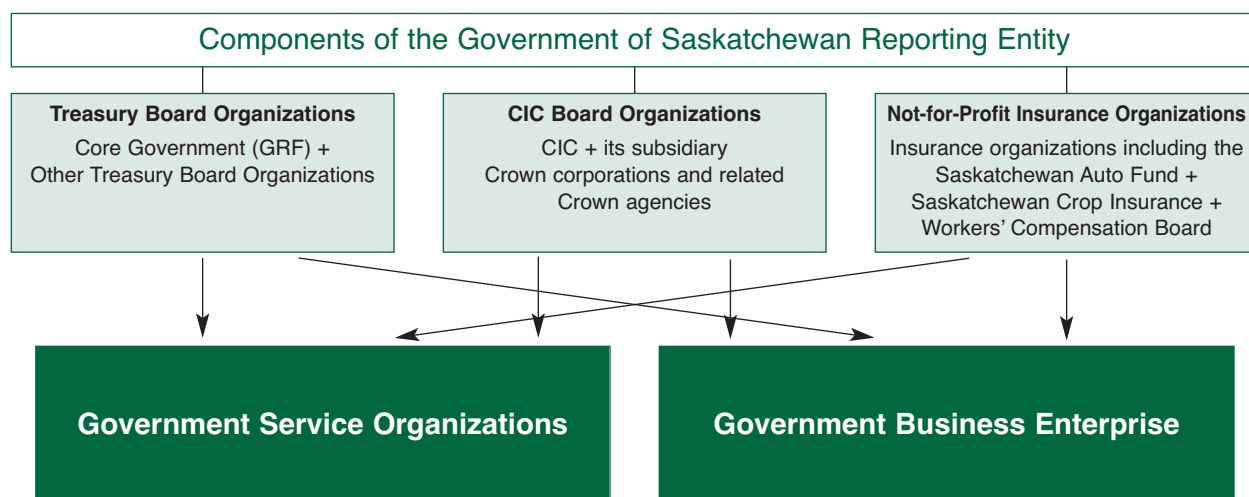 Components of the Government of Saskatchewan Reporting Entity
Treasury Board Organizations
Core Government (GRF) +
Other Treasury Board Organizations
CIC Board Organizations
CIC + its subsidiary
Crown corporations and related
Crown agencies
Not-for-Profit Insurance Organizations
Insurance organizations including the
Saskatchewan Auto Fund +
Saskatchewan Crop Insurance +
Workers' Compensation Board
Government Service Organizations
Government Business Enterprise